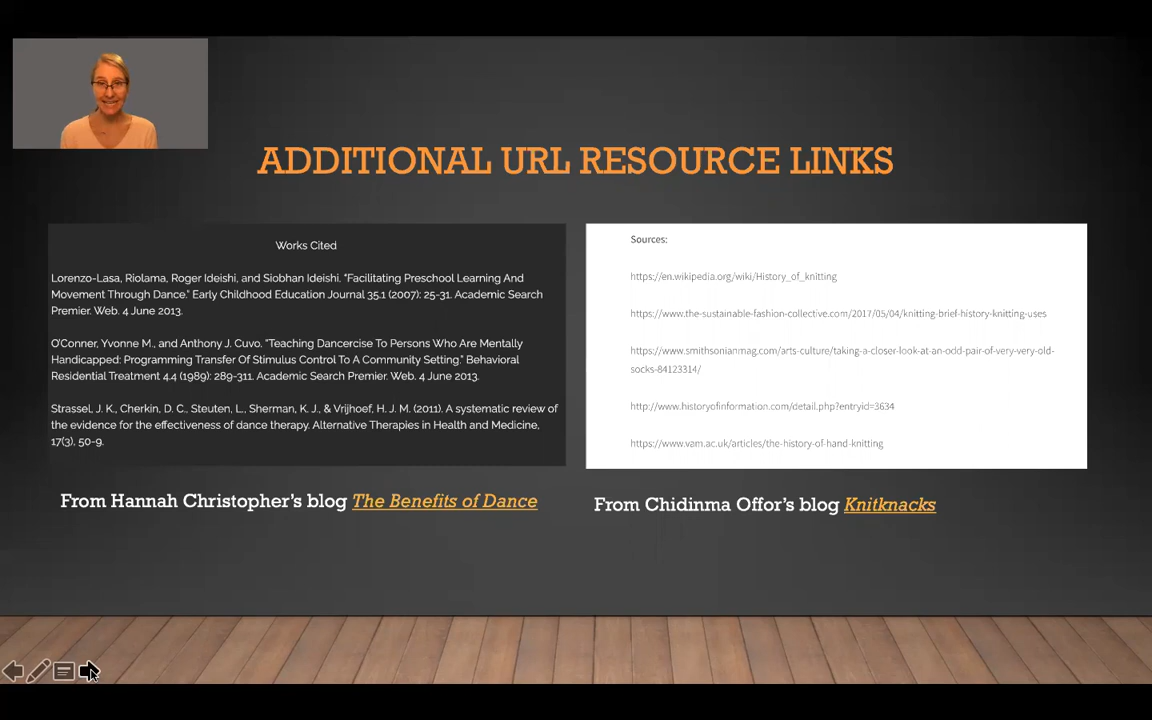 ADDITIONAL URL RESOURCE LINKS
Works Cited
Lorenzo-Lasa, Riolama, Roger Ideishi, and Siobhan Ideishi. "Facilitating Preschool Learning And
Movement Through Dance." Early Childhood Education Journal 35.1 (2007): 25-31. Academic Search
Premier. Web. 4 June 2013.
O'Conner, Yvonne M., and Anthony J. Cuvo. "Teaching Dancercise To Persons Who Are Mentally
Handicapped: Programming Transfer Of Stimulus Control To A Community Setting." Behavioral
Residential Treatment 4.4 (1989): 289-311. Academic Search Premier. Web. 4 June 2013.
Strassel, J. K., Cherkin, D. C., Steuten, L., Sherman, K. J., & Vrijhoef, H. J. M. (2011). A systematic review of
the evidence for the effectiveness of dance therapy. Alternative Therapies in Health and Medicine,
17(3), 50-9.
From Hannah Christopher's blog The Benefits of Dance
Sources:
https://en.wikipedia.org/wiki/History_of_knitting
https://www.the-sustainable-fashion-collective.com/2017/05/04/knitting-brief-history-knitting-uses
https://www.smithsonianmag.com/arts-culture/taking-a-closer-look-at-an-odd-pair-of-very-very-old-
socks-84123314/
http://www.historyofinformation.com/detail.php?entryid=3634
https://www.vam.ac.uk/articles/the-history-of-hand-knitting
From Chidinma Offor's blog Knitknacks